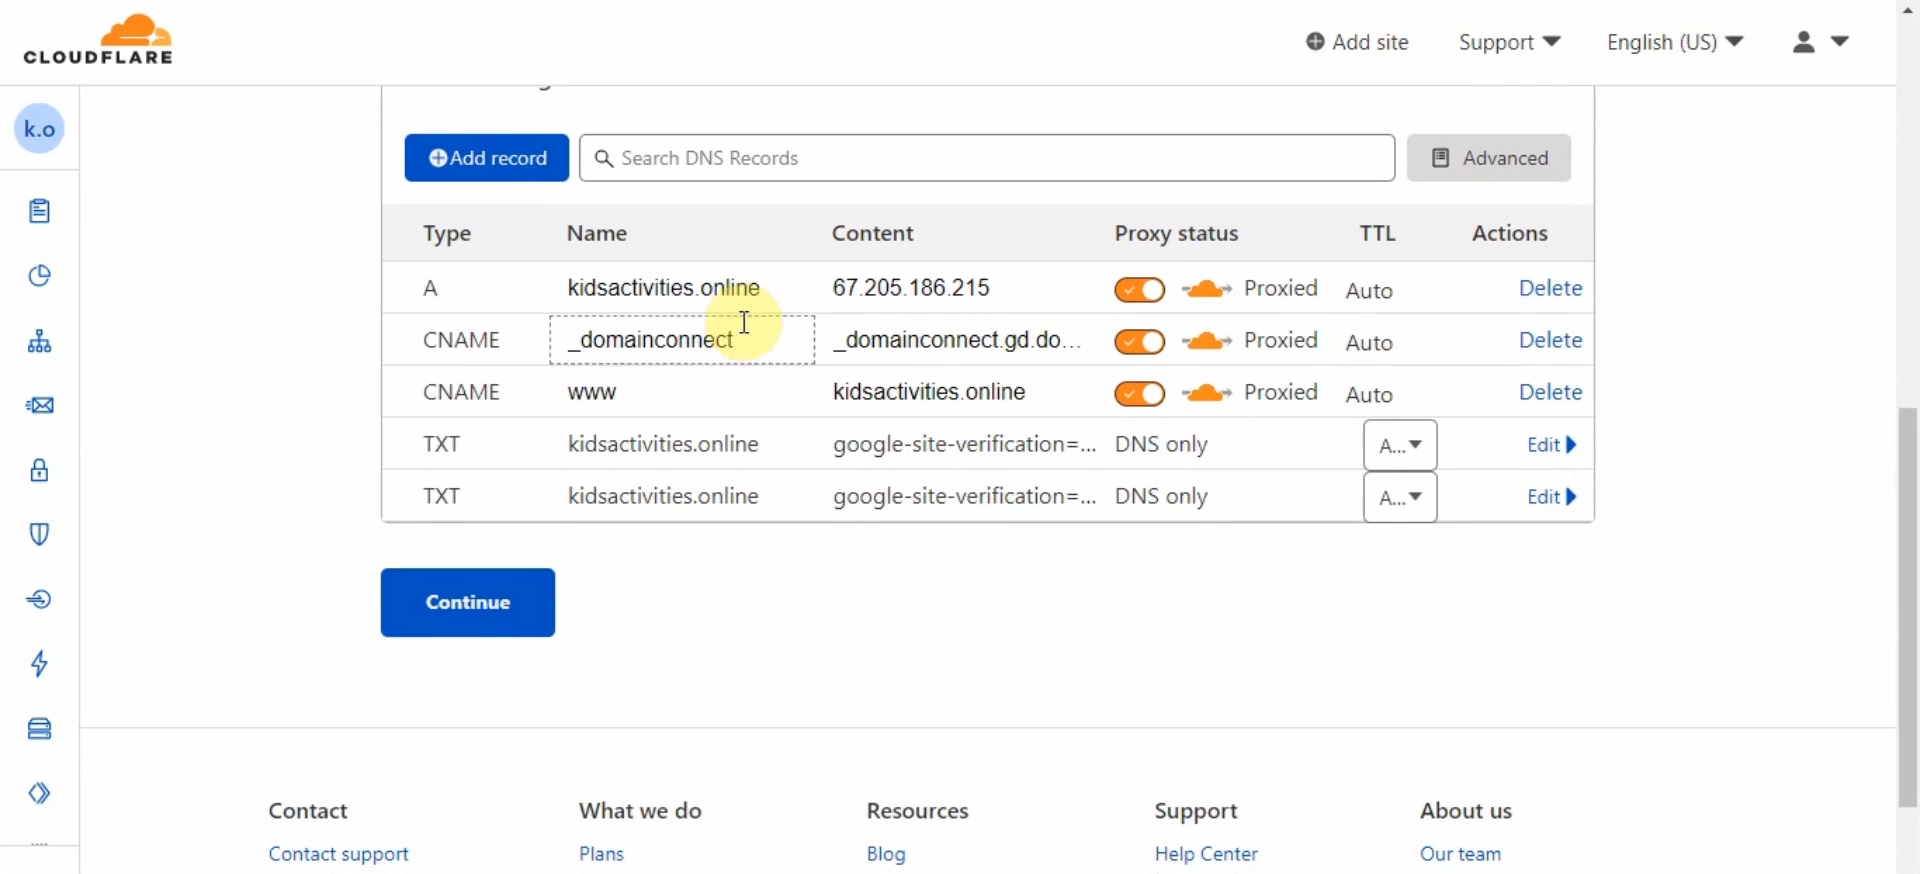 CLOUDFLARE
Add site Support English (US)
k.o
Add record Search DNS Records Advanced
Type Name Content Proxy status TTL Actions
A kidsactivities.online 67.205.186.215 Proxied Auto Delete
CNAME _domainconnect _domainconnect.gd.do... Proxied Auto Delete
CNAME www kidsactivities.online Proxied Auto Delete
TXT kidsactivities.online google-site-verification=... DNS only A... Edit
TXT kidsactivities.online google-site-verification=... DNS only A... Edit
Continue
Contact What we do Resources Support About us
Contact support Plans Blog Help Center Our team